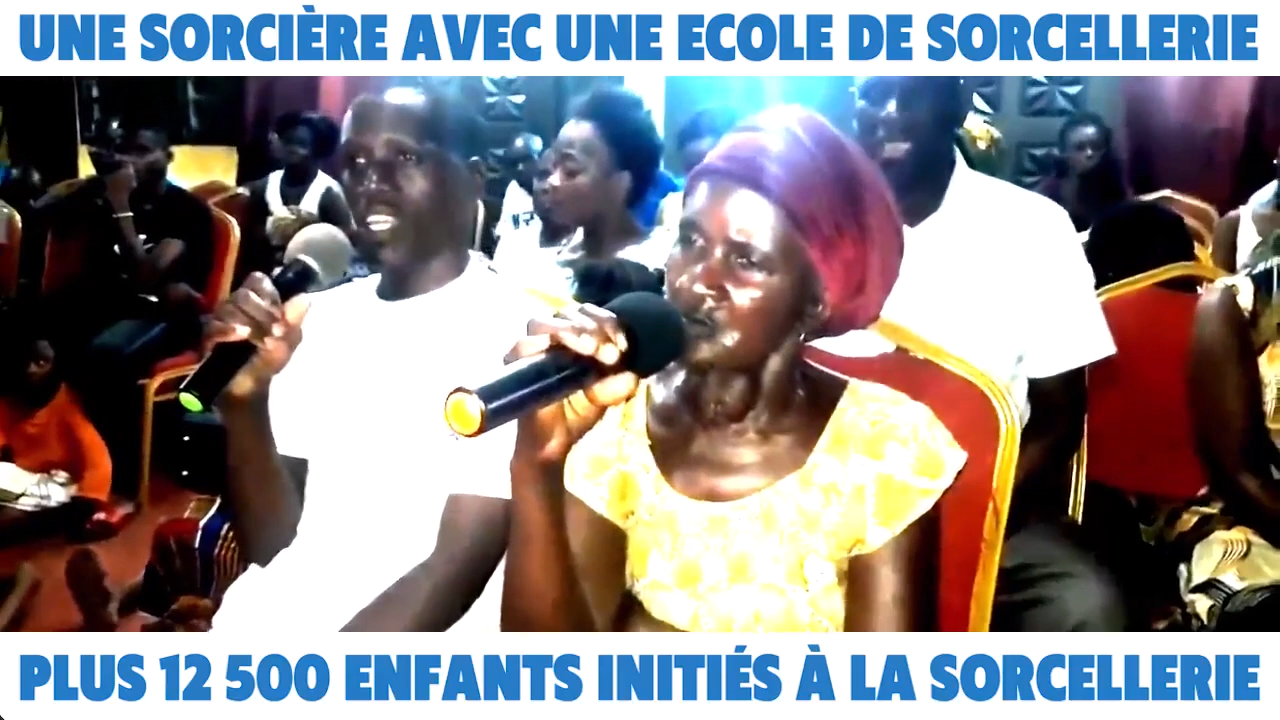 UNE SORCIÈRE AVEC UNE ECOLE DE SORCELLERIE
PLUS 12 500 ENFANTS INITIÉS À LA SORCELLERIE